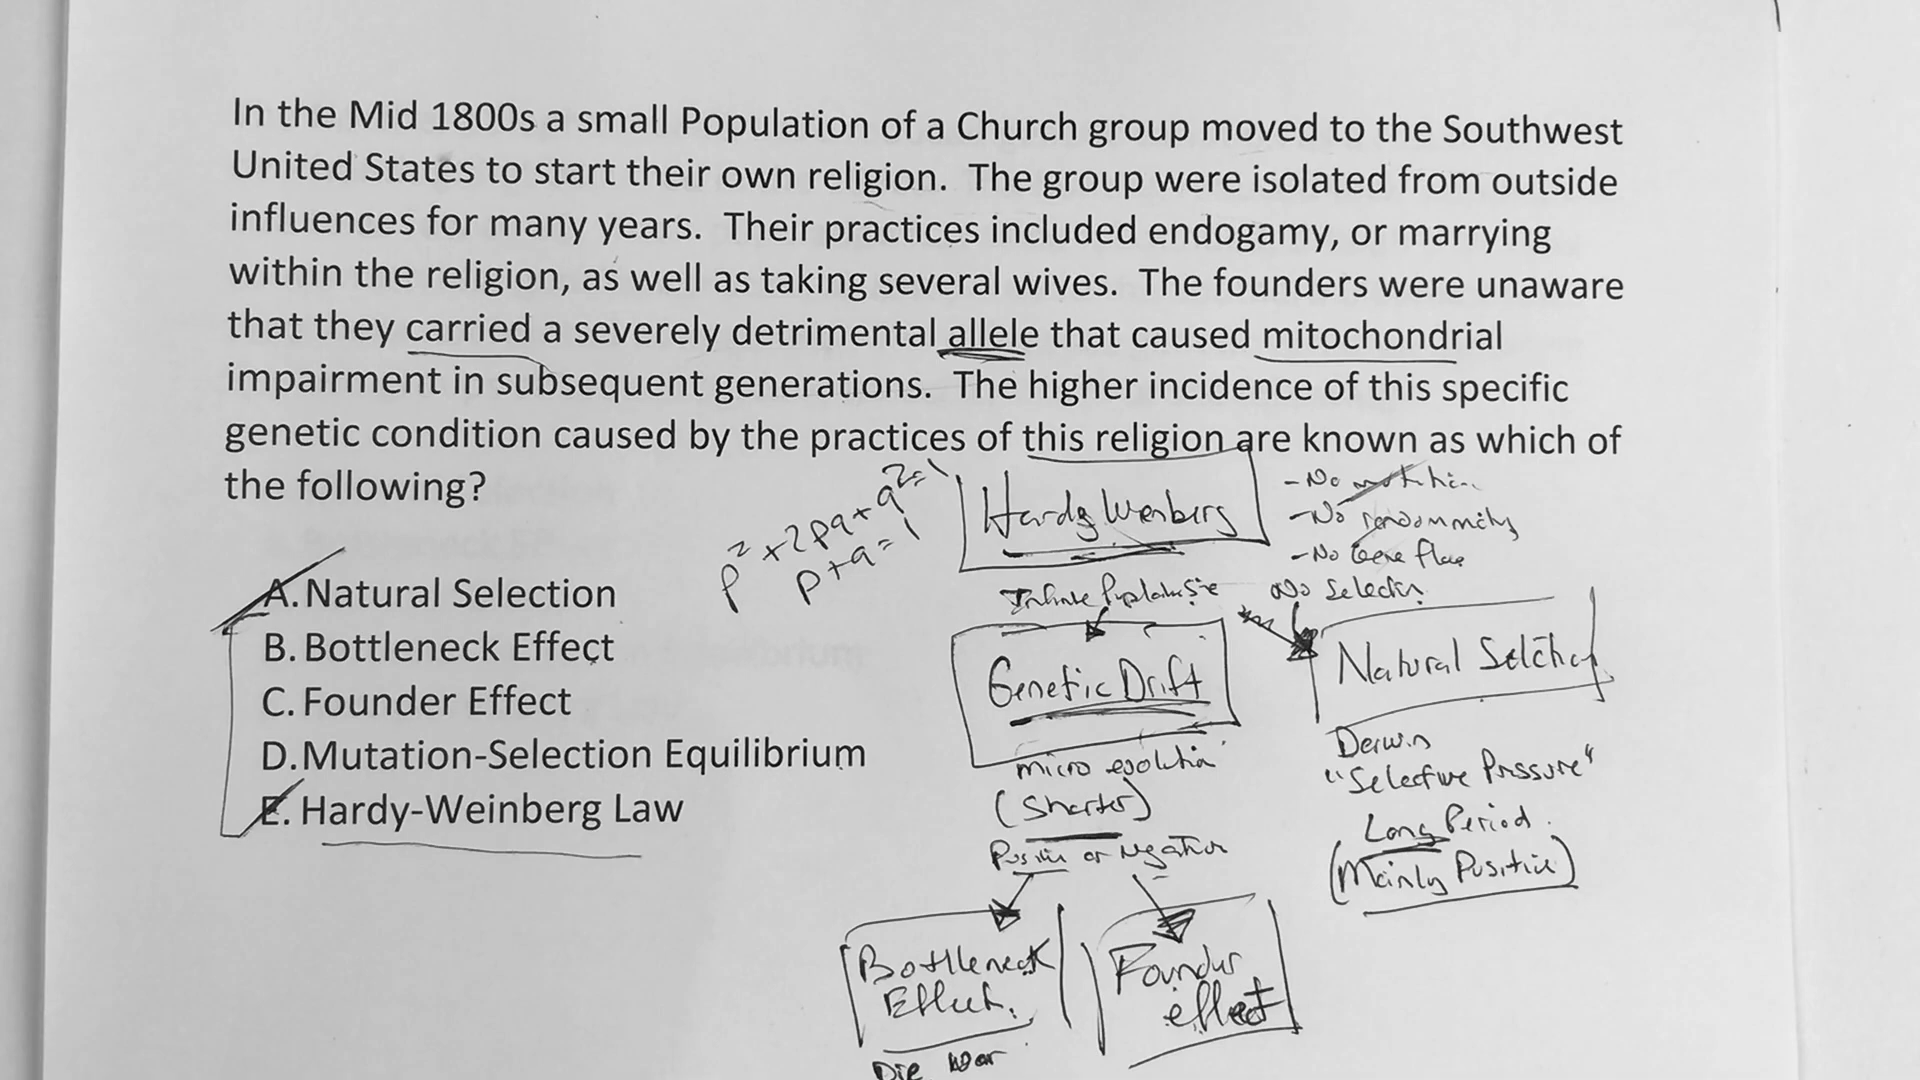 In the Mid 1800s a small Population of a Church group moved to the Southwest
United States to start their own religion. The group were isolated from outside
influences for many years. Their practices included endogamy, or marrying
within the religion, as well as taking several wives. The founders were unaware
that they carried a severely detrimental allele that caused mitochondrial
impairment in subsequent generations. The higher incidence of this specific
genetic condition caused by the practices of this religion are known as which of
the following?
p² + 2pq + q² = 1
p + q = 1
Hardy Wenberg
- No
- No
- No Gene flow
No Selection
A. Natural Selection
B. Bottleneck Effect
C. Founder Effect
D. Mutation-Selection Equilibrium
E. Hardy-Weinberg Law
Genetic Drift
micro
(Shorter)
or
Natural
Darwin
"Selective Pressure"
Long Period.
(Mainly Positive)
Bottleneck
Effect.
Founder
effect
Die war